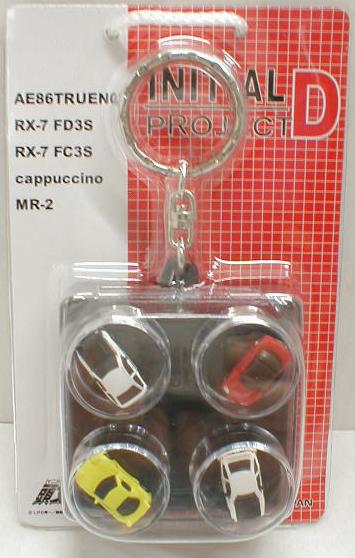 INITIAL D
PROJECT
AE86TRUENO
RX-7 FD3S
RX-7 FC3S
cappuccino
MR-2